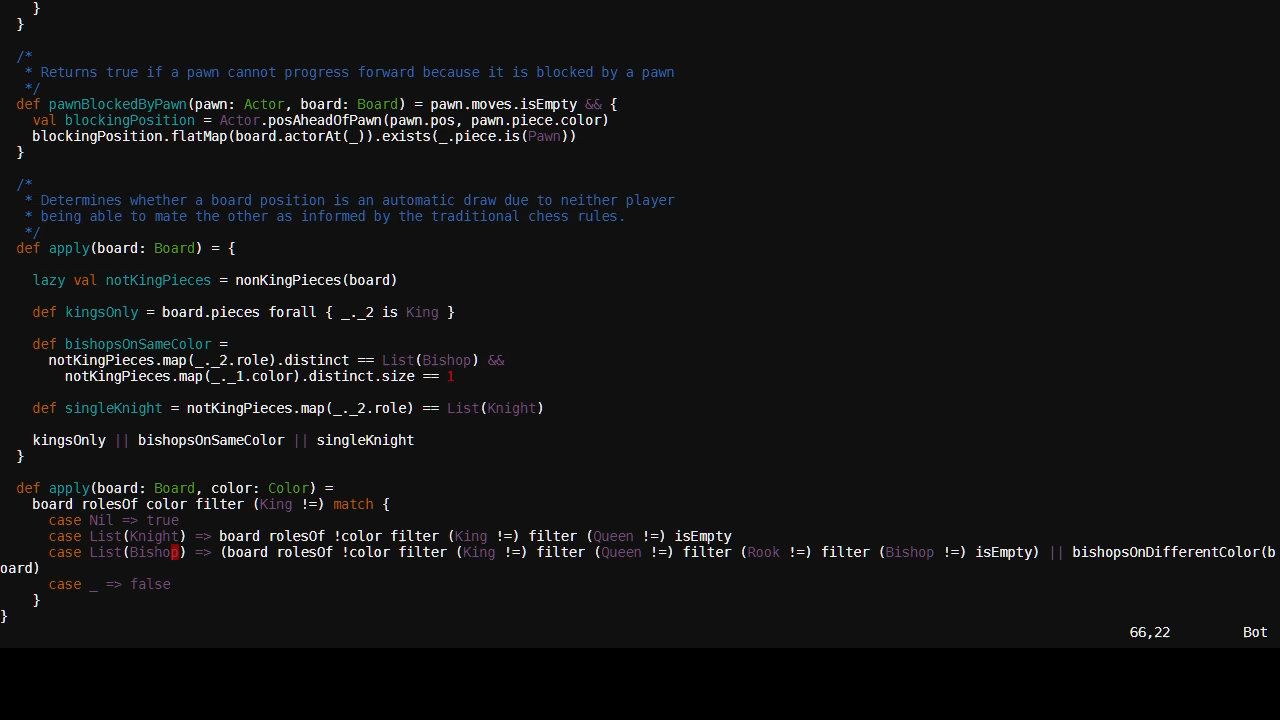 }
  }

  /*
   * Returns true if a pawn cannot progress forward because it is blocked by a pawn
   */
  def pawnBlockedByPawn(pawn: Actor, board: Board) = pawn.moves.isEmpty && {
    val blockingPosition = Actor.posAheadOfPawn(pawn.pos, pawn.piece.color)
    blockingPosition.flatMap(board.actorAt(_)).exists(_.piece.is(Pawn))
  }

  /*
   * Determines whether a board position is an automatic draw due to neither player
   * being able to mate the other as informed by the traditional chess rules.
   */
  def apply(board: Board) = {

    lazy val notKingPieces = nonKingPieces(board)

    def kingsOnly = board.pieces forall { _._2 is King }

    def bishopsOnSameColor =
      notKingPieces.map(_._2.role).distinct == List(Bishop) &&
        notKingPieces.map(_._1.color).distinct.size == 1

    def singleKnight = notKingPieces.map(_._2.role) == List(Knight)

    kingsOnly || bishopsOnSameColor || singleKnight
  }

  def apply(board: Board, color: Color) =
    board rolesOf color filter (King !=) match {
      case Nil => true
      case List(Knight) => board rolesOf !color filter (King !=) filter (Queen !=) isEmpty
      case List(Bishop) => (board rolesOf !color filter (King !=) filter (Queen !=) filter (Rook !=) filter (Bishop !=) isEmpty) || bishopsOnDifferentColor(b
oard)
      case _ => false
    }
}
66,22 Bot